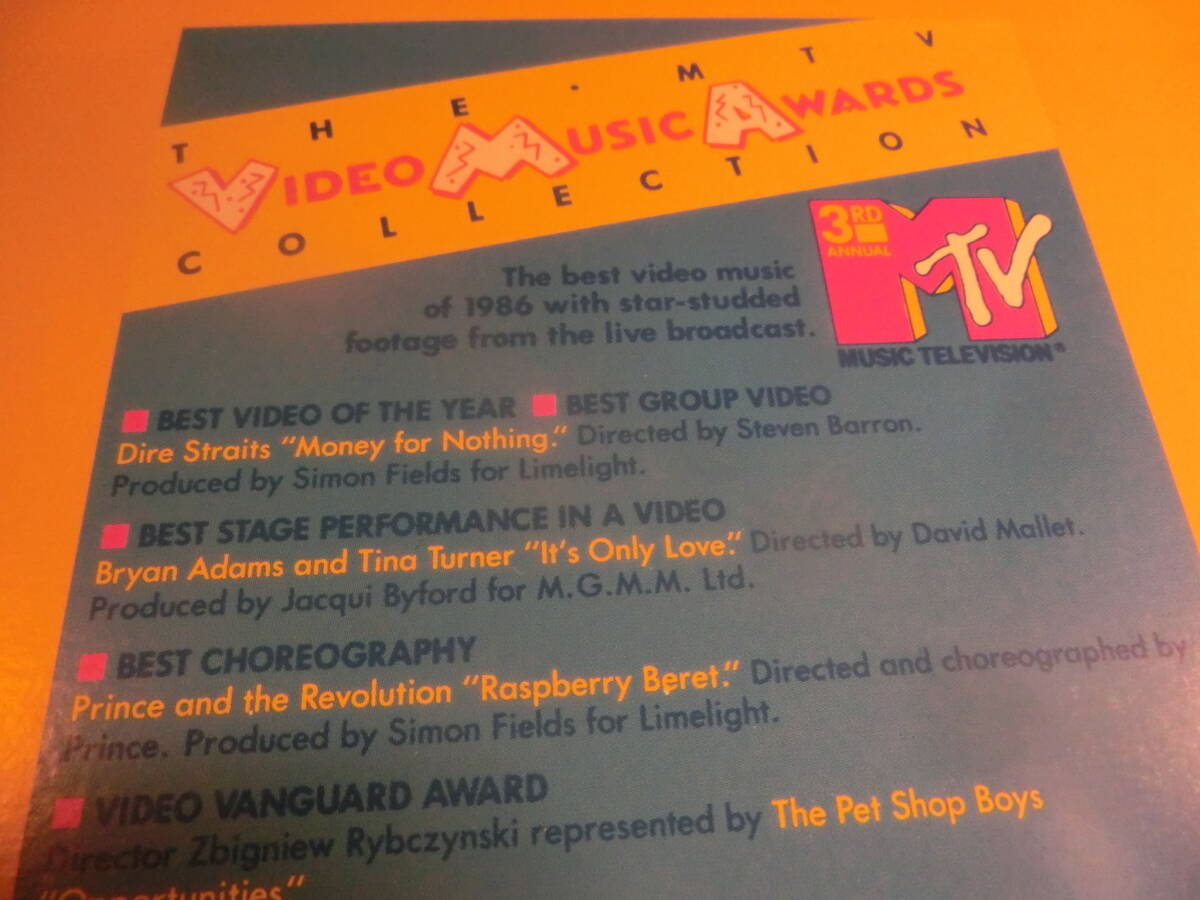 THE · MTV
VIDEO MUSIC AWARDS
COLLECTION
3RD
ANNUAL
MTV
MUSIC TELEVISION®
The best video music
of 1986 with star-studded
footage from the live broadcast.
BEST VIDEO OF THE YEAR BEST GROUP VIDEO
Dire Straits “Money for Nothing.” Directed by Steven Barron.
Produced by Simon Fields for Limelight.
BEST STAGE PERFORMANCE IN A VIDEO
Bryan Adams and Tina Turner “It's Only Love.” Directed by David Mallet.
Produced by Jacqui Byford for M.G.M.M. Ltd.
BEST CHOREOGRAPHY
Prince and the Revolution “Raspberry Beret.” Directed and choreographed by
Prince. Produced by Simon Fields for Limelight.
VIDEO VANGUARD AWARD
Director Zbigniew Rybczynski represented by The Pet Shop Boys
“Opportunities”